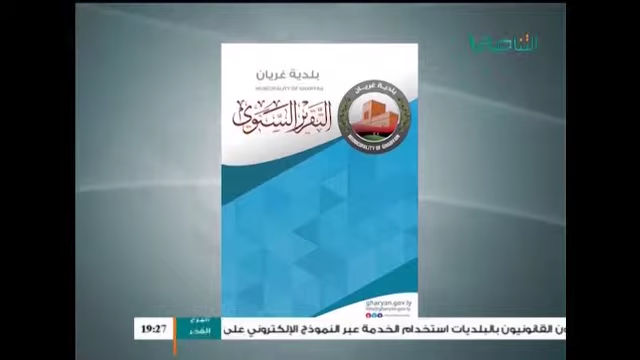 التناصح
بلدية غريان
MUNICIPALITY OF GHARYAN
التقرير السنوي
بلدية غريان
MUNICIPALITY OF GHARYAN
gharyan.gov.ly
19:27
ن القانونيون بالبلديات استخدام الخدمة عبر النموذج الإلكتروني على